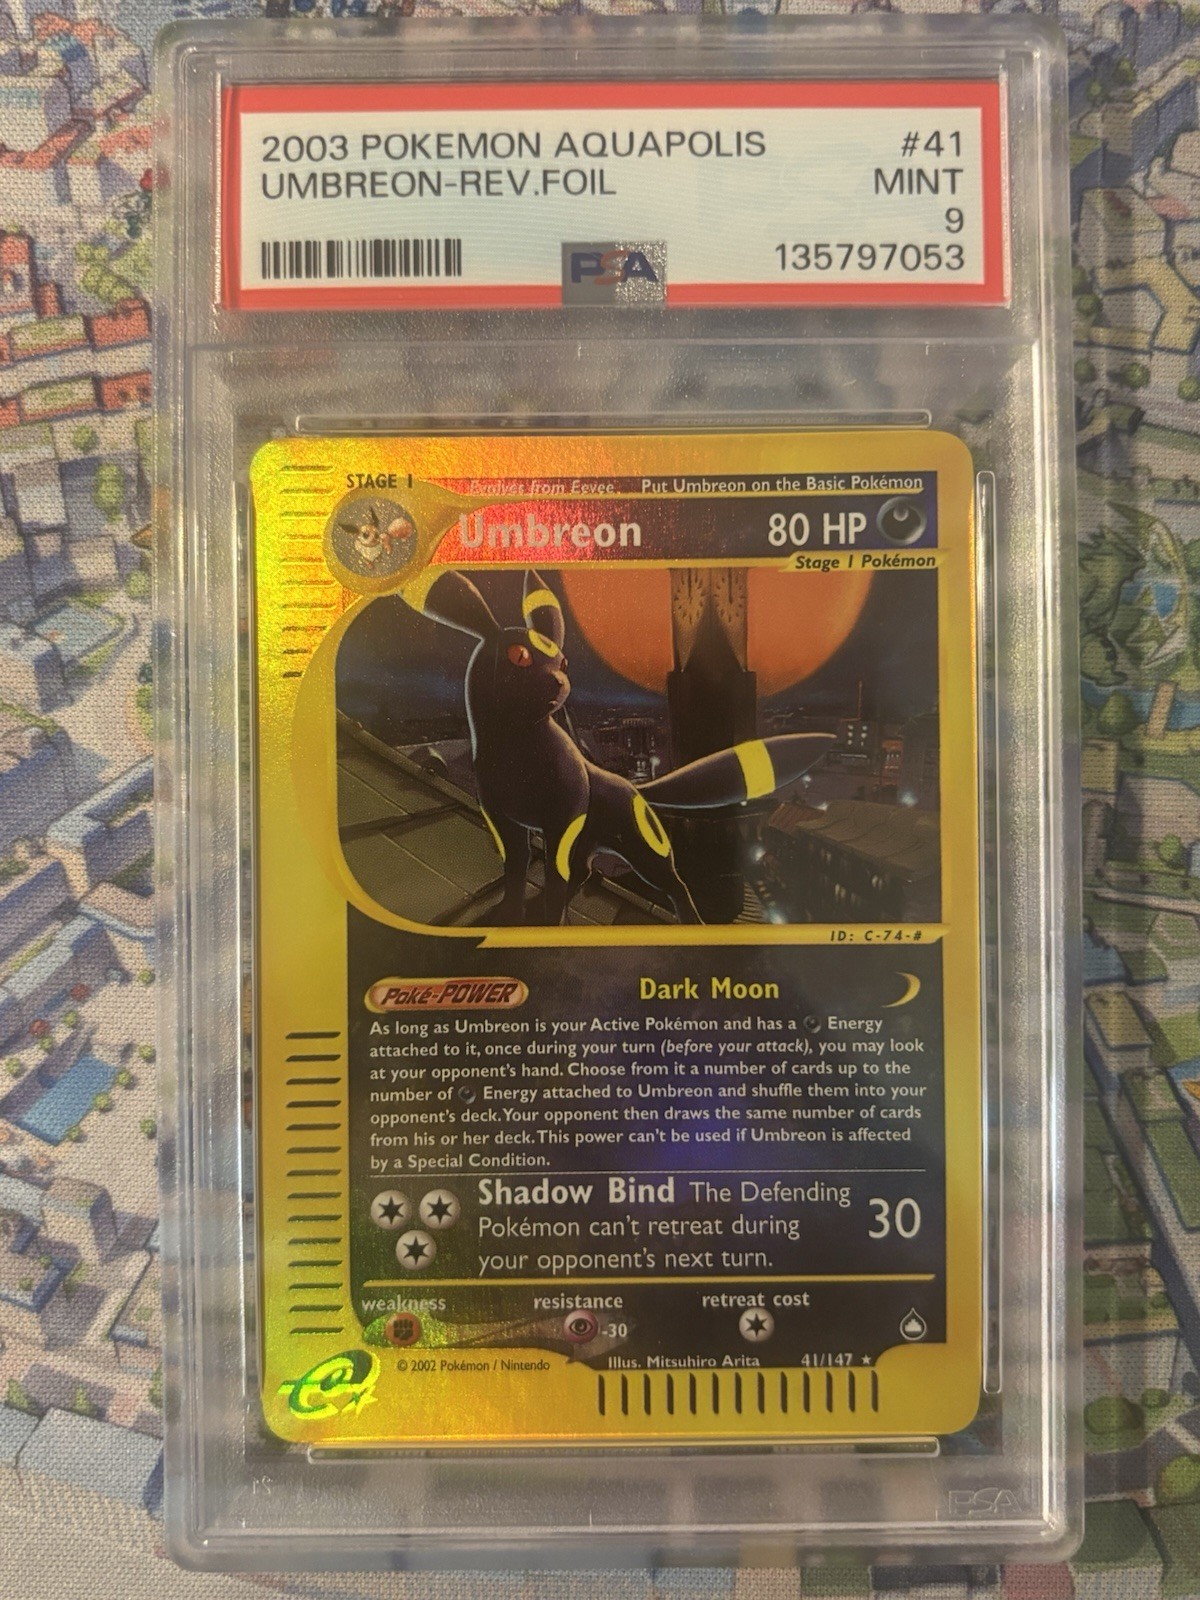 2003 POKEMON AQUAPOLIS #41
UMBREON-REV.FOIL MINT
9
PSA 135797053
STAGE 1 Evolves from Eevee Put Umbreon on the Basic Pokémon
Umbreon 80 HP
Stage 1 Pokémon
ID: C-74-#
Poké-POWER Dark Moon
As long as Umbreon is your Active Pokémon and has a Energy
attached to it, once during your turn (before your attack), you may look
at your opponent's hand. Choose from it a number of cards up to the
number of Energy attached to Umbreon and shuffle them into your
opponent's deck. Your opponent then draws the same number of cards
from his or her deck. This power can't be used if Umbreon is affected
by a Special Condition.
Shadow Bind The Defending
Pokémon can't retreat during 30
your opponent's next turn.
weakness resistance retreat cost
-30
© 2002 Pokémon / Nintendo Illus. Mitsuhiro Arita 41/147 ★
e
PSA